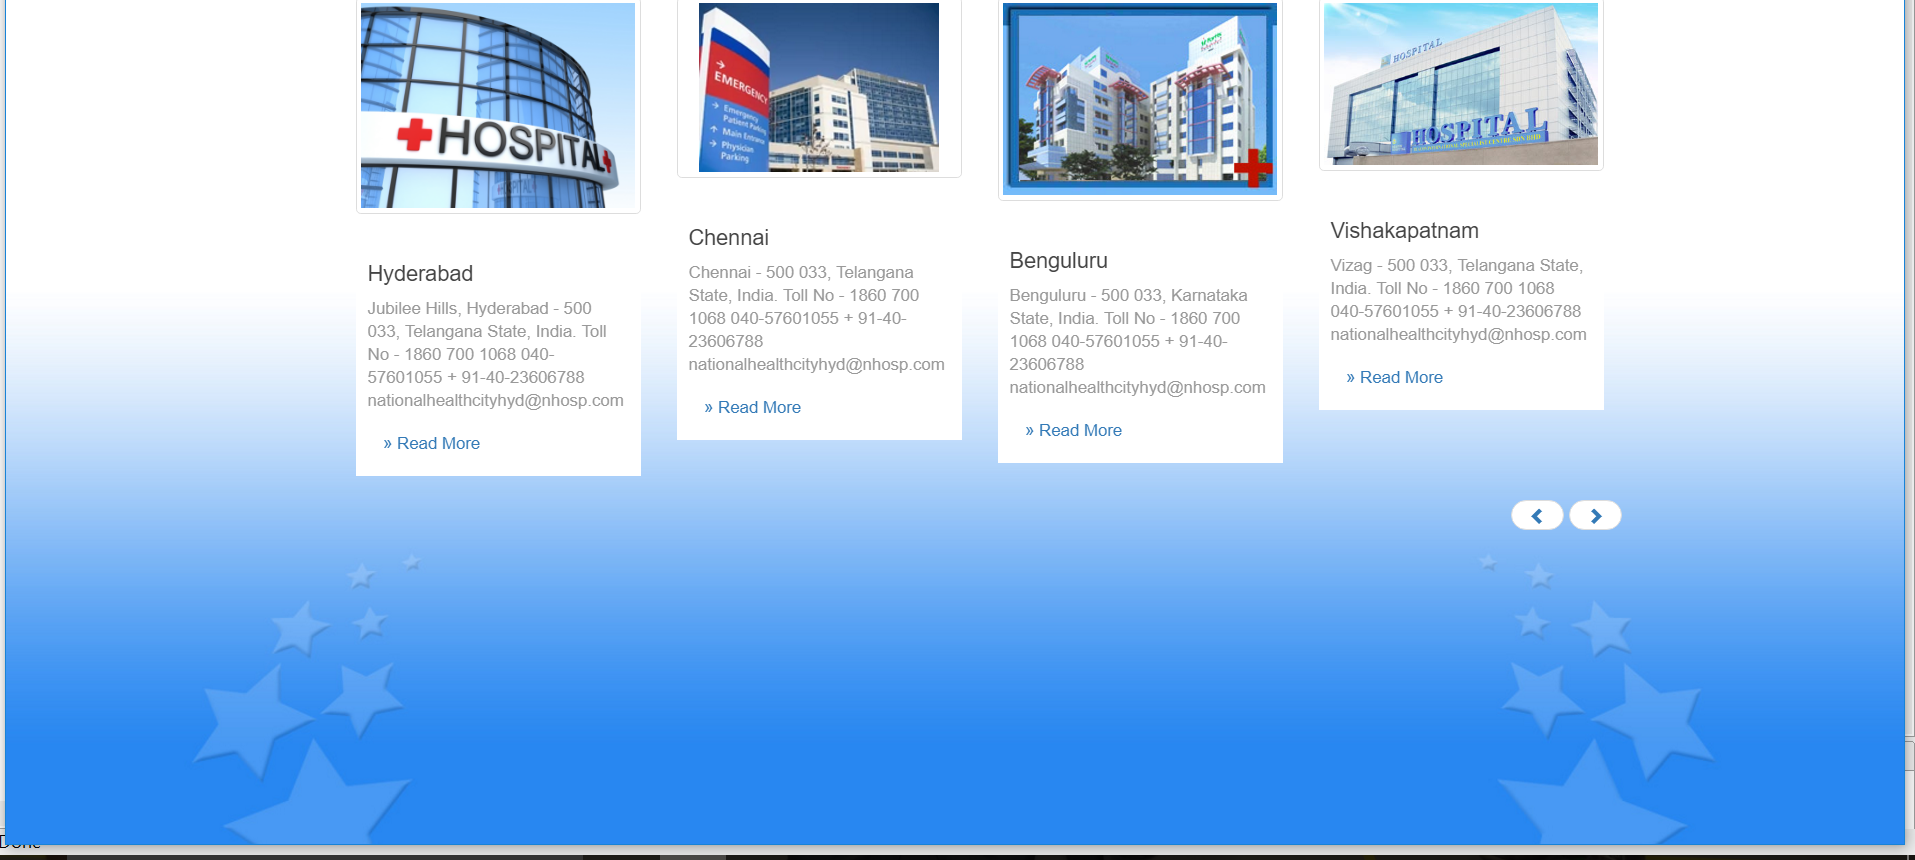 HOSPITAL
HOSPITAL
Hyderabad
Jubilee Hills, Hyderabad - 500
033, Telangana State, India. Toll
No - 1860 700 1068 040-
57601055 + 91-40-23606788
nationalhealthcityhyd@nhosp.com
» Read More
EMERGENCY
Emergency
Patient Parking
Main Entrance
Physician
Parking
Chennai
Chennai - 500 033, Telangana
State, India. Toll No - 1860 700
1068 040-57601055 + 91-40-
23606788
nationalhealthcityhyd@nhosp.com
» Read More
Benguluru
Benguluru - 500 033, Karnataka
State, India. Toll No - 1860 700
1068 040-57601055 + 91-40-
23606788
nationalhealthcityhyd@nhosp.com
» Read More
HOSPITAL
HOSPITAL
Vishakapatnam
Vizag - 500 033, Telangana State,
India. Toll No - 1860 700 1068
040-57601055 + 91-40-23606788
nationalhealthcityhyd@nhosp.com
» Read More
Done